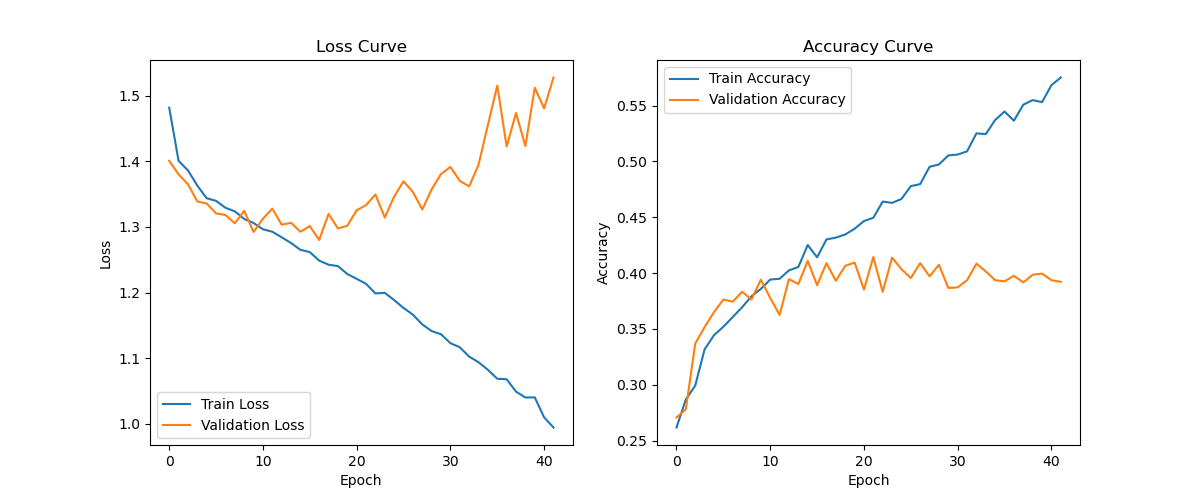 Loss Curve
1.5
1.4
1.3
1.2
1.1
1.0
Loss
Train Loss
Validation Loss
0 10 20 30 40
Epoch
Accuracy Curve
Train Accuracy
Validation Accuracy
0.55
0.50
0.45
0.40
0.35
0.30
0.25
Accuracy
0 10 20 30 40
Epoch